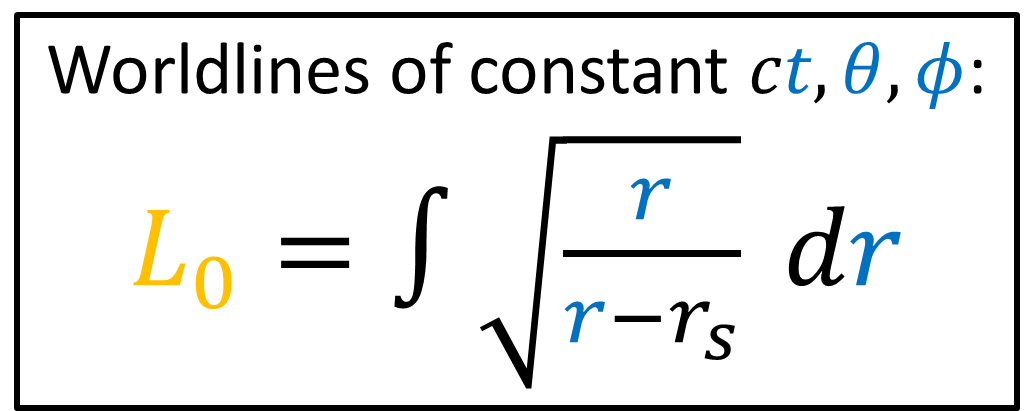 Worldlines of constant ct, θ, ϕ:
L₀ = ∫ √(r/(r−rₛ)) dr